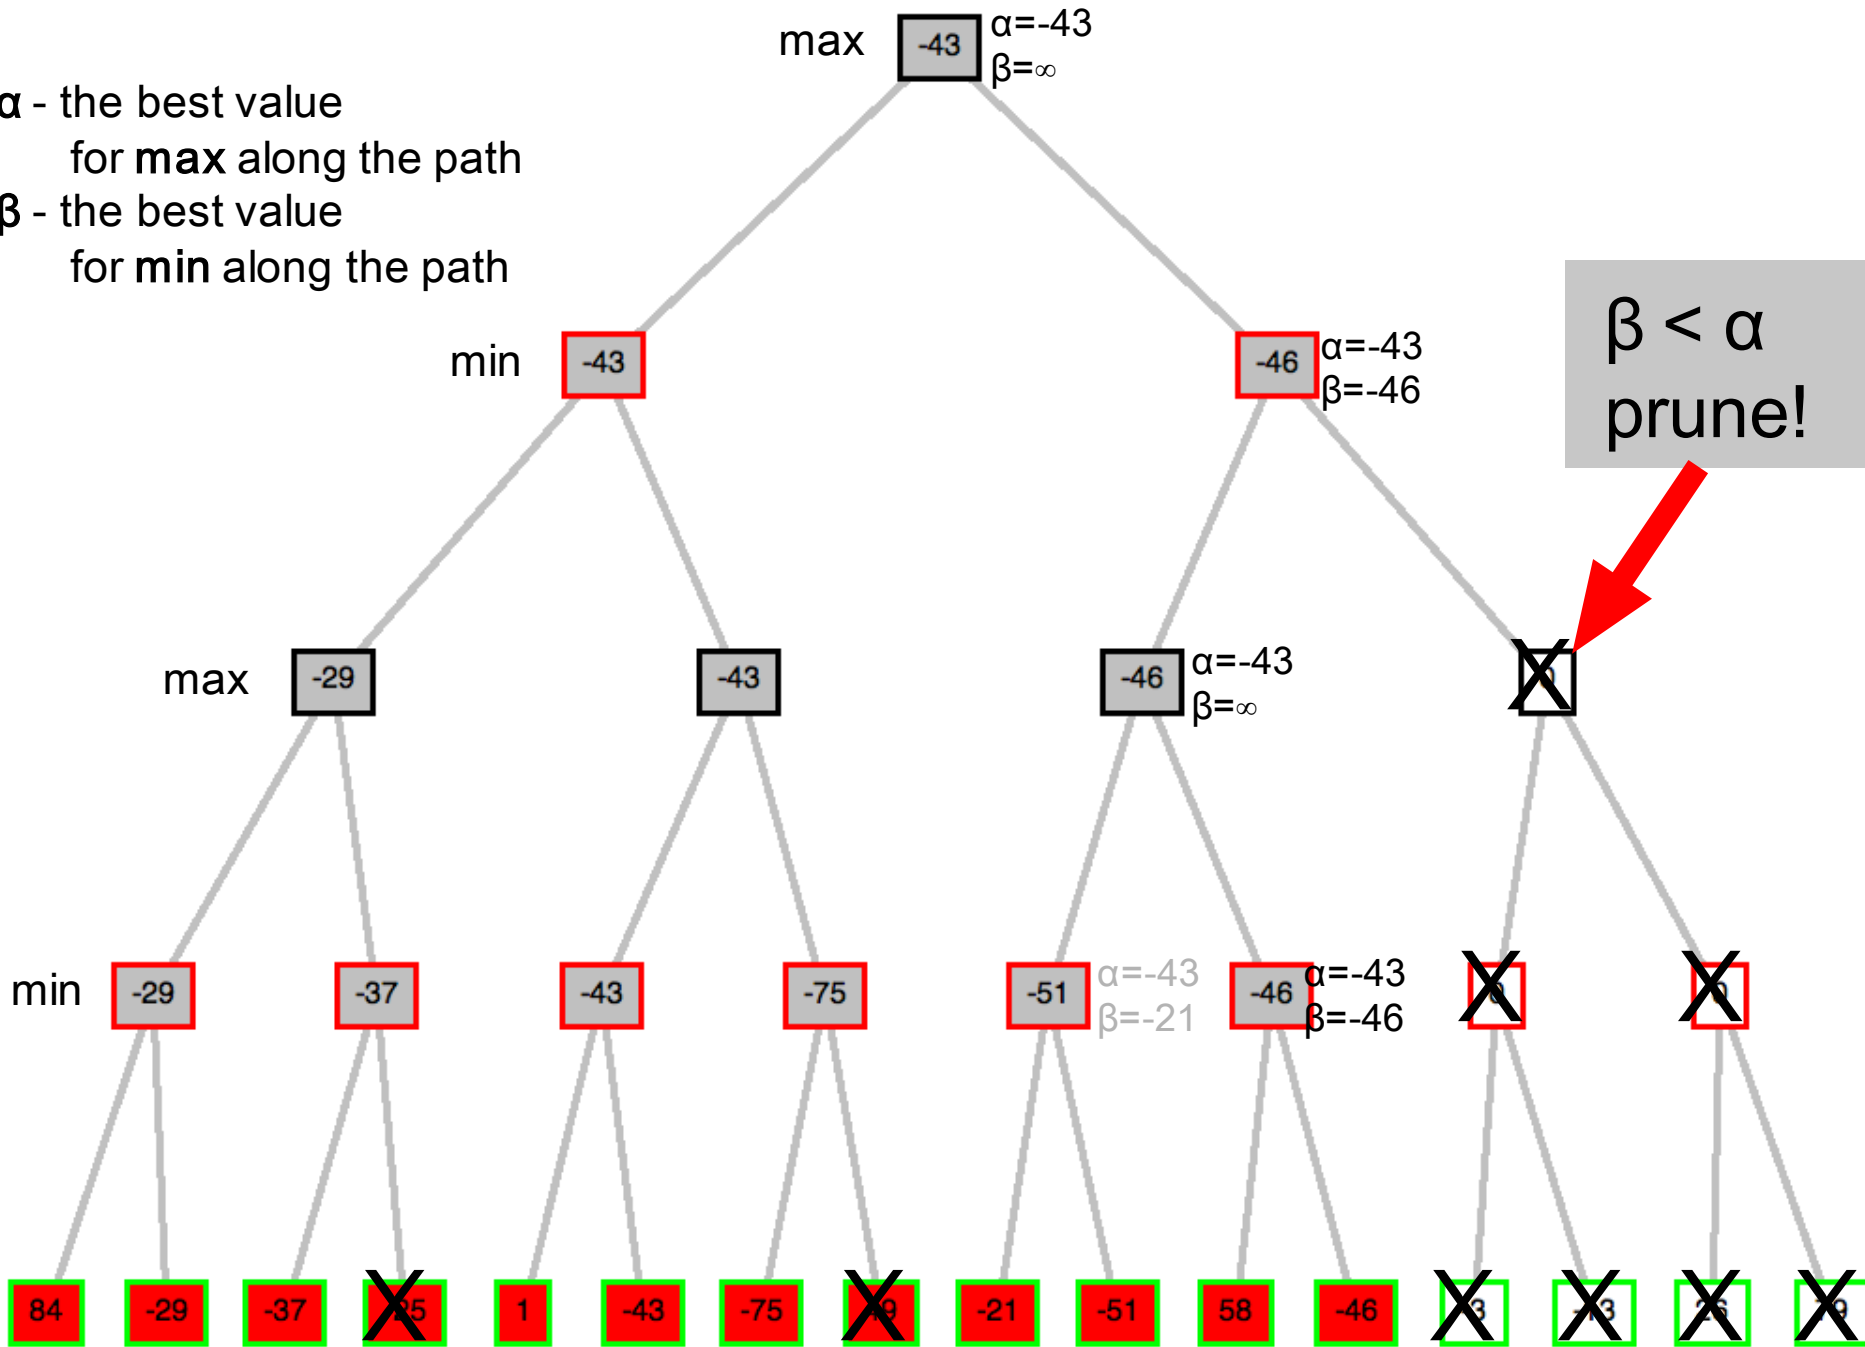 max -43 α=-43
β=∞
α - the best value
for max along the path
β - the best value
for min along the path
β < α
prune!
min -43 -46 α=-43
β=-46
max -29 -43 -46 α=-43
β=∞
min -29 -37 -43 -75 -51 α=-43 -46 α=-43
β=-21 β=-46
84 -29 -37 1 -43 -75 -21 -51 58 -46